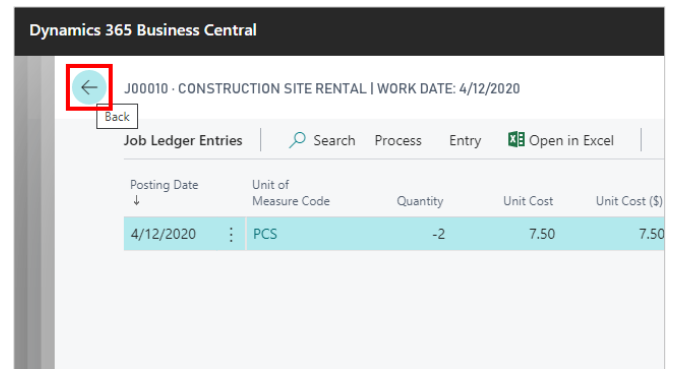 Dynamics 365 Business Central
J00010 · CONSTRUCTION SITE RENTAL | WORK DATE: 4/12/2020
Back
Job Ledger Entries Search Process Entry Open in Excel
Posting Date Unit of
↓ Measure Code Quantity Unit Cost Unit Cost ($)
4/12/2020 PCS -2 7.50 7.50